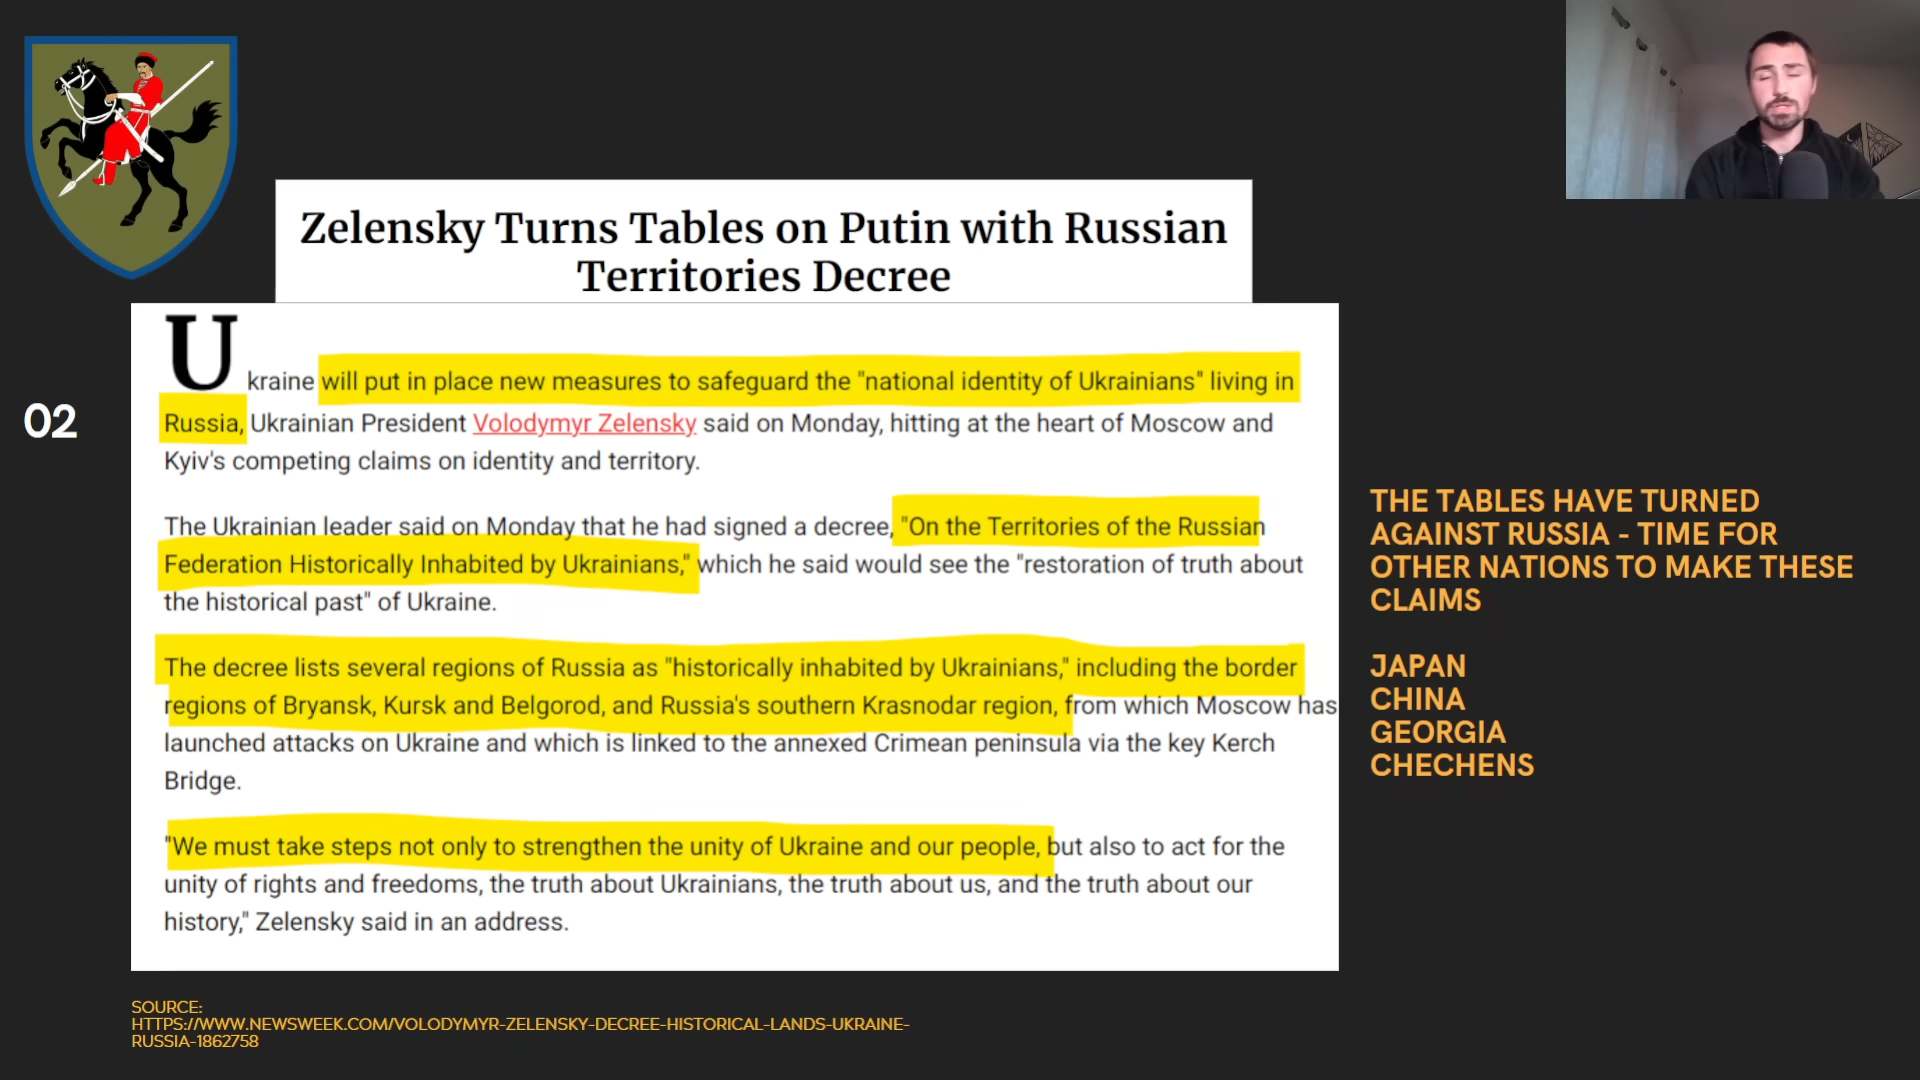 Zelensky Turns Tables on Putin with Russian
Territories Decree
02
Ukraine will put in place new measures to safeguard the "national identity of Ukrainians" living in
Russia, Ukrainian President Volodymyr Zelensky said on Monday, hitting at the heart of Moscow and
Kyiv's competing claims on identity and territory.
The Ukrainian leader said on Monday that he had signed a decree, "On the Territories of the Russian
Federation Historically Inhabited by Ukrainians," which he said would see the "restoration of truth about
the historical past" of Ukraine.
The decree lists several regions of Russia as "historically inhabited by Ukrainians," including the border
regions of Bryansk, Kursk and Belgorod, and Russia's southern Krasnodar region, from which Moscow has
launched attacks on Ukraine and which is linked to the annexed Crimean peninsula via the key Kerch
Bridge.
"We must take steps not only to strengthen the unity of Ukraine and our people, but also to act for the
unity of rights and freedoms, the truth about Ukrainians, the truth about us, and the truth about our
history," Zelensky said in an address.
THE TABLES HAVE TURNED
AGAINST RUSSIA - TIME FOR
OTHER NATIONS TO MAKE THESE
CLAIMS
JAPAN
CHINA
GEORGIA
CHECHENS
SOURCE:
HTTPS://WWW.NEWSWEEK.COM/VOLODYMYR-ZELENSKY-DECREE-HISTORICAL-LANDS-UKRAINE-
RUSSIA-1862758